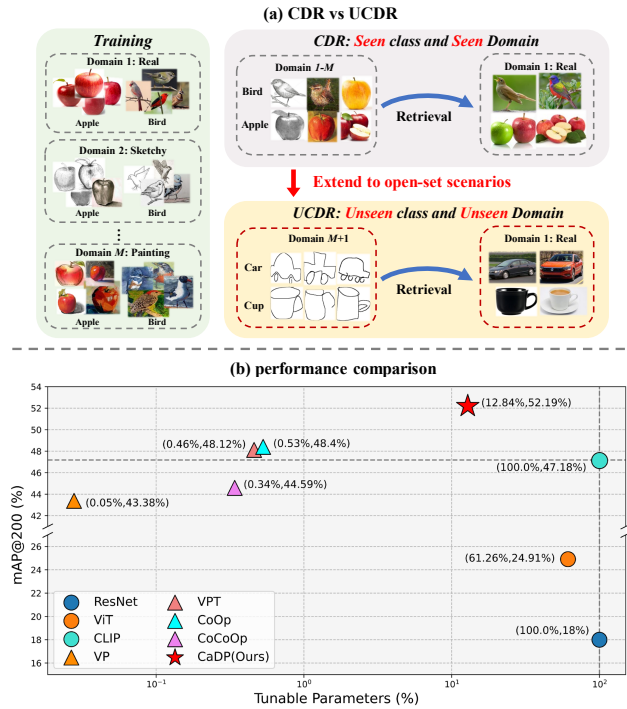 (a) CDR vs UCDR
Training
Domain 1: Real
Apple
Bird
Domain 2: Sketchy
Apple
Bird
⋮
Domain M: Painting
Apple
Bird
CDR: Seen class and Seen Domain
Domain 1-M
Bird
Apple
Retrieval
Domain 1: Real
Extend to open-set scenarios
UCDR: Unseen class and Unseen Domain
Domain M+1
Car
Cup
Retrieval
Domain 1: Real
(b) performance comparison
mAP@200 (%)
54
52
50
48
46
44
42
26
24
22
20
18
16
(12.84%,52.19%)
(0.46%,48.12%)
(0.53%,48.4%)
(100.0%,47.18%)
(0.34%,44.59%)
(0.05%,43.38%)
(61.26%,24.91%)
(100.0%,18%)
ResNet
ViT
CLIP
VP
VPT
CoOp
CoCoOp
CaDP(Ours)
10⁻¹
10⁰
10¹
10²
Tunable Parameters (%)